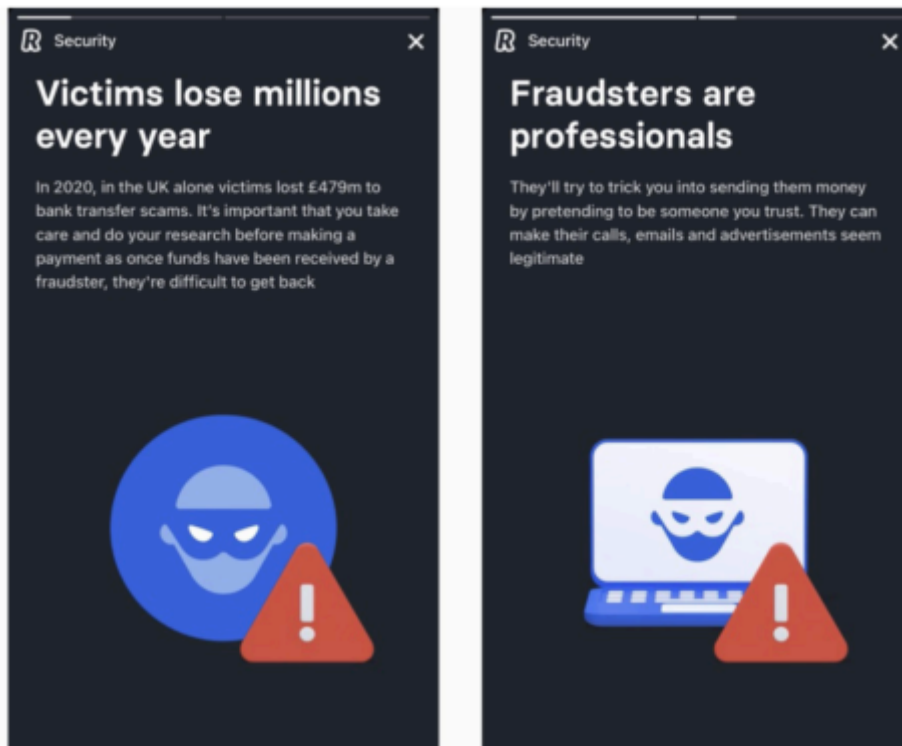 R Security
Victims lose millions
every year
In 2020, in the UK alone victims lost £479m to
bank transfer scams. It's important that you take
care and do your research before making a
payment as once funds have been received by a
fraudster, they're difficult to get back
R Security
Fraudsters are
professionals
They'll try to trick you into sending them money
by pretending to be someone you trust. They can
make their calls, emails and advertisements seem
legitimate